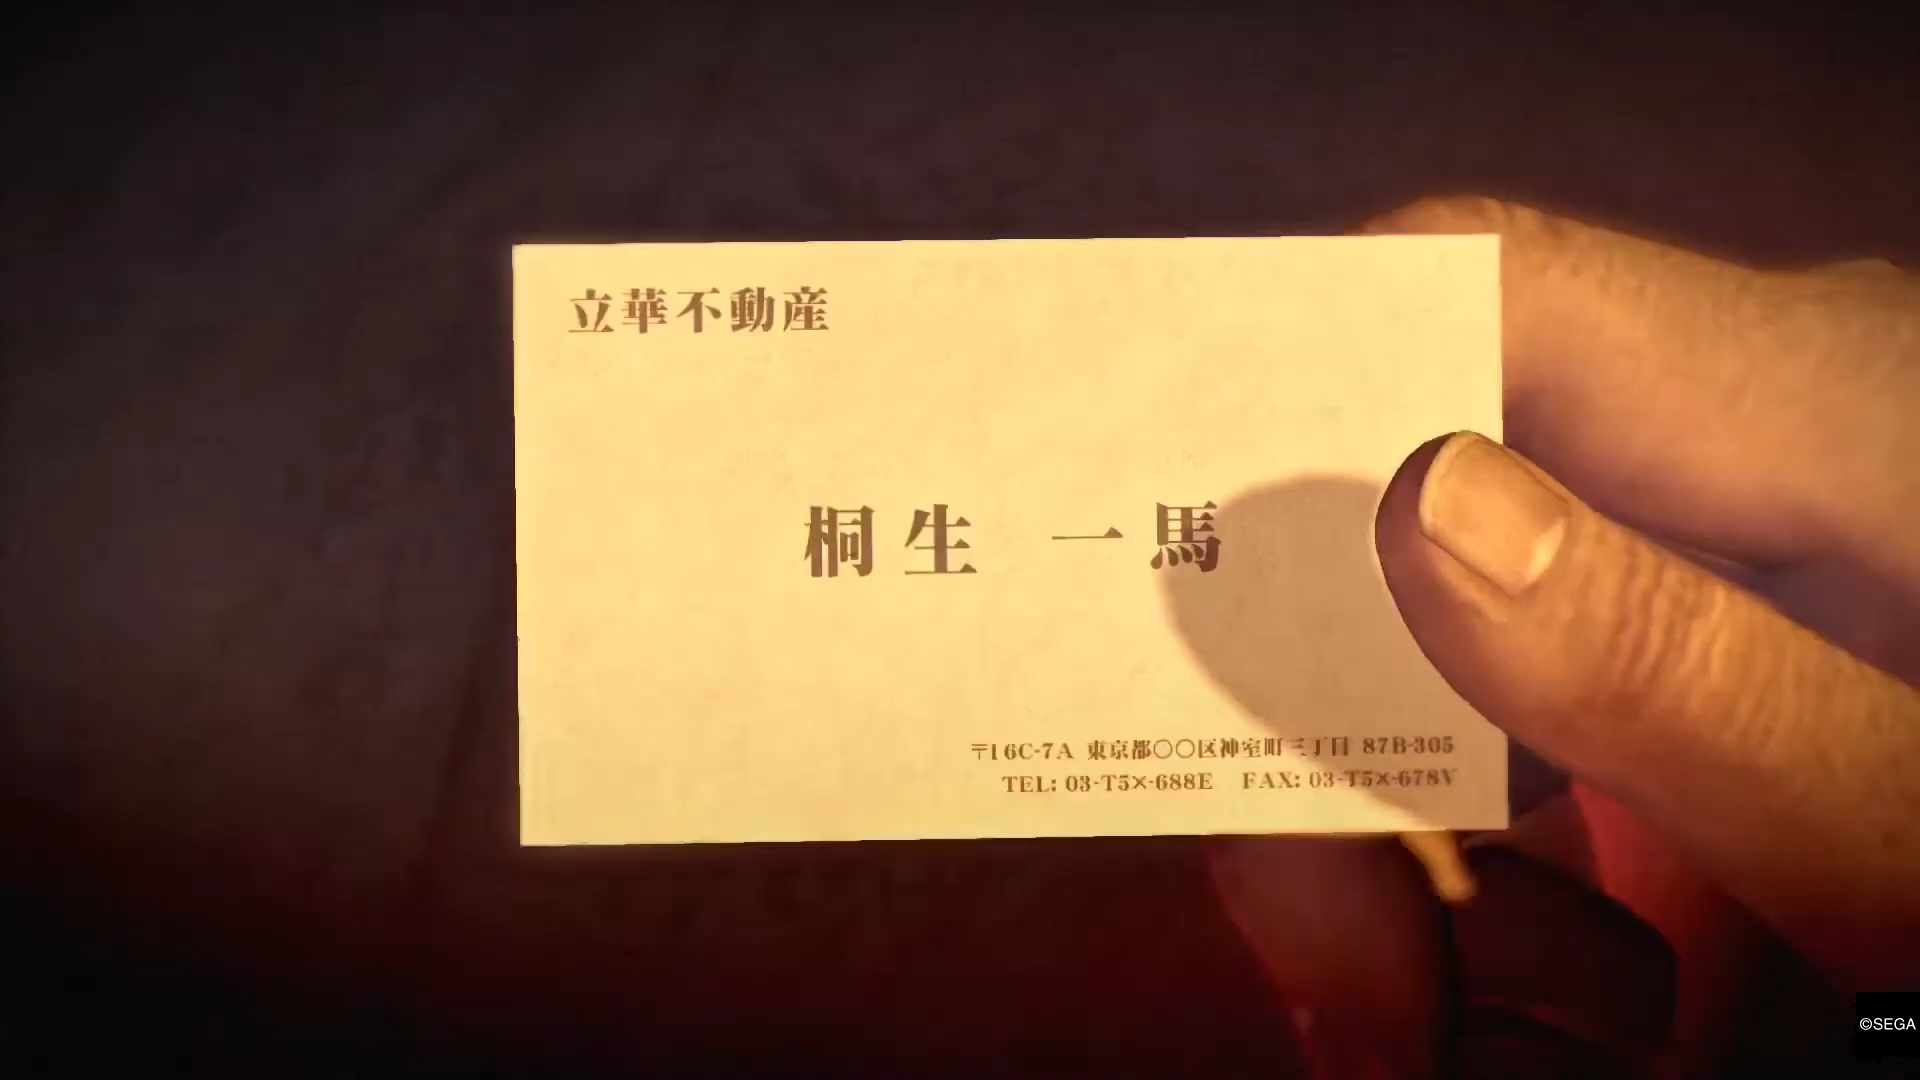 立華不動産
桐生 一馬
〒16C-7A 東京都〇〇区神室町三丁目 87B-305
TEL: 03-T5×-688E FAX: 03-T5×-678V
©SEGA